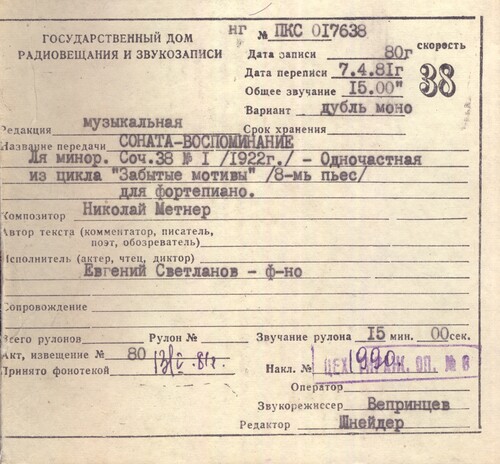 ГОСУДАРСТВЕННЫЙ ДОМ
РАДИОВЕЩАНИЯ И ЗВУКОЗАПИСИ
нг № ПКС 017638
Дата записи 80г
скорость
38
Дата переписи 7.4.81г
Общее звучание 15.00"
Вариант дубль моно
Редакция музыкальная
Срок хранения
Название передачи СОНАТА-ВОСПОМИНАНИЕ
Ля минор. Соч.38 № I /1922г./ - Одночастная
из цикла "Забытые мотивы" /8-мь пьес/
для фортепиано.
Композитор Николай Метнер
Автор текста (комментатор, писатель,
поэт, обозреватель)
Исполнитель (актер, чтец, диктор)
Евгений Светланов - ф-но
Сопровождение
Всего рулонов Рулон № Звучание рулона 15 мин. 00сек.
Акт, извещение № 80
Принято фонотекой
Накл. № 1990.
ОП. № 8
Оператор
Звукорежиссер Вепринцев
Редактор Шнейдер